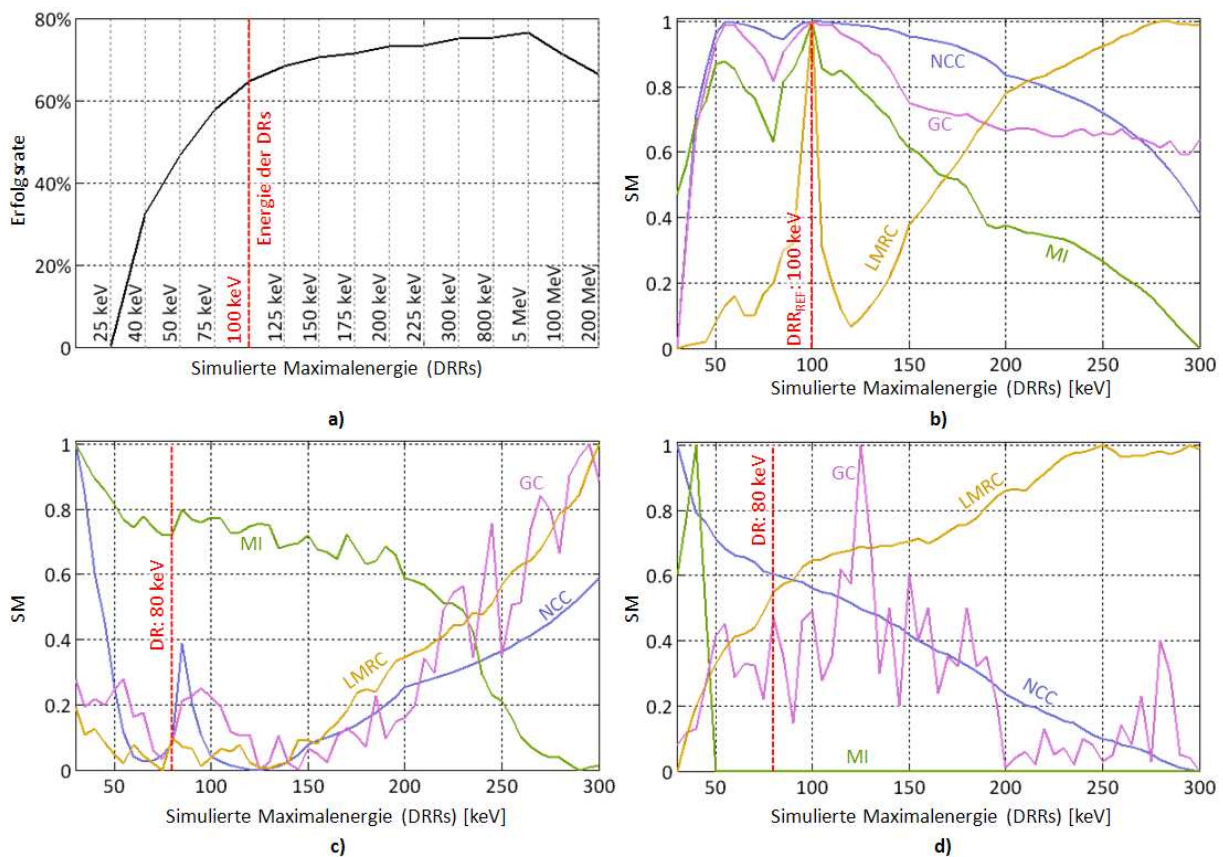 80%
60%
40%
20%
0
Erfolgsrate
25 keV
40 keV
50 keV
75 keV
100 keV
Energie der DRs
125 keV
150 keV
175 keV
200 keV
225 keV
300 keV
800 keV
5 MeV
100 MeV
200 MeV
Simulierte Maximalenergie (DRRs)
a)
1
0.8
0.6
0.4
0.2
0
SM
NCC
GC
LMRC
MI
DRR_REF: 100 keV
50
100
150
200
250
300
Simulierte Maximalenergie (DRRs) [keV]
b)
1
0.8
0.6
0.4
0.2
0
SM
DR: 80 keV
GC
MI
NCC
LMRC
50
100
150
200
250
300
Simulierte Maximalenergie (DRRs) [keV]
c)
1
0.8
0.6
0.4
0.2
0
SM
DR: 80 keV
GC
LMRC
NCC
MI
50
100
150
200
250
300
Simulierte Maximalenergie (DRRs) [keV]
d)